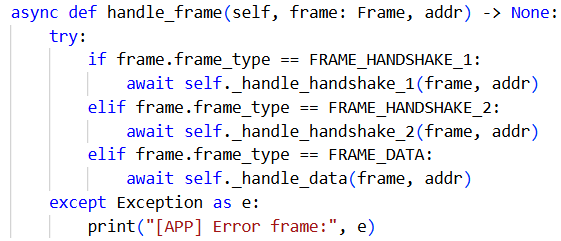 async def handle_frame(self, frame: Frame, addr) -> None:
    try:
        if frame.frame_type == FRAME_HANDSHAKE_1:
            await self._handle_handshake_1(frame, addr)
        elif frame.frame_type == FRAME_HANDSHAKE_2:
            await self._handle_handshake_2(frame, addr)
        elif frame.frame_type == FRAME_DATA:
            await self._handle_data(frame, addr)
    except Exception as e:
        print("[APP] Error frame:", e)